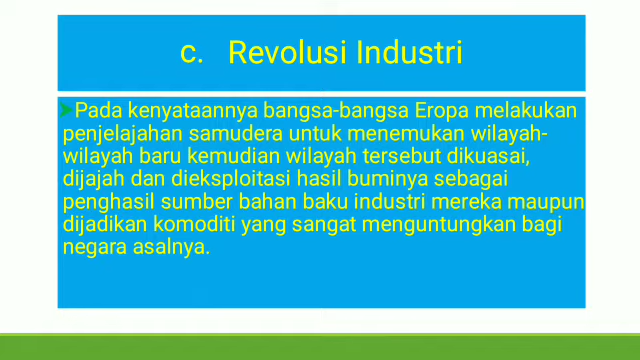 c. Revolusi Industri
➤Pada kenyataannya bangsa-bangsa Eropa melakukan
penjelajahan samudera untuk menemukan wilayah-
wilayah baru kemudian wilayah tersebut dikuasai,
dijajah dan dieksploitasi hasil buminya sebagai
penghasil sumber bahan baku industri mereka maupun
dijadikan komoditi yang sangat menguntungkan bagi
negara asalnya.